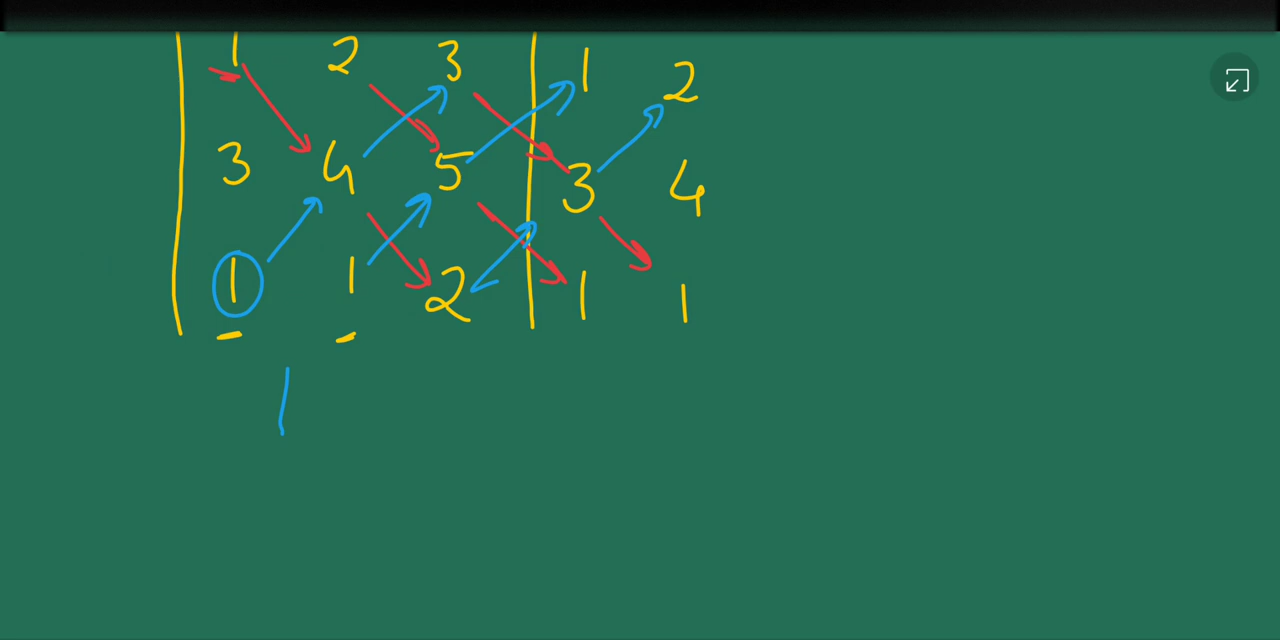 1 2 3 1 2
3 4 5 3 4
1 1 2 1 1
1